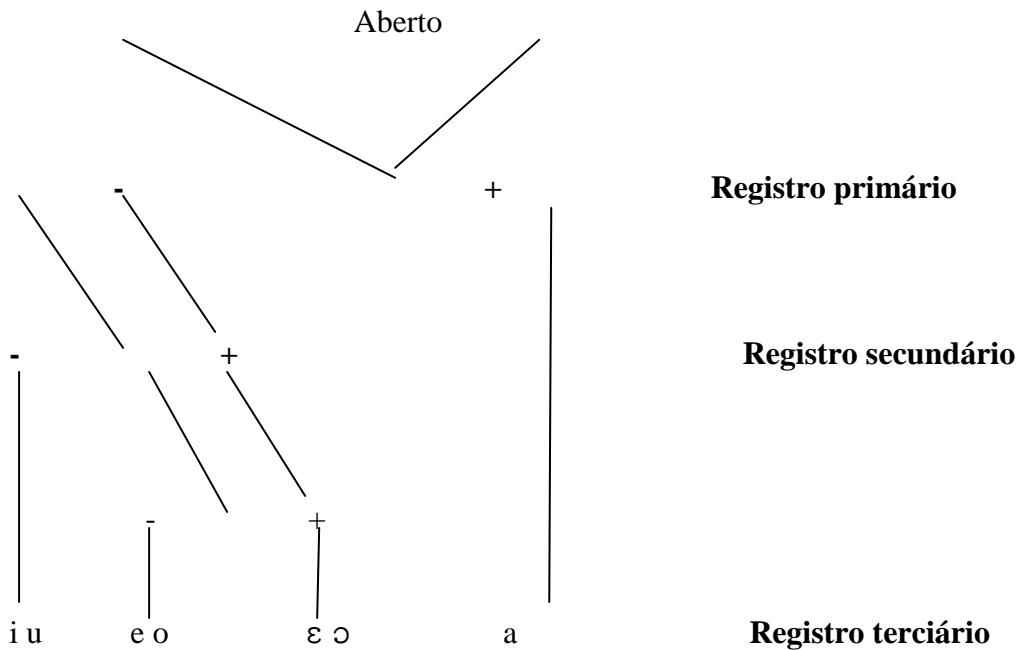 Aberto
- + Registro primário
- + Registro secundário
- +
i u e o ɛ ɔ a Registro terciário